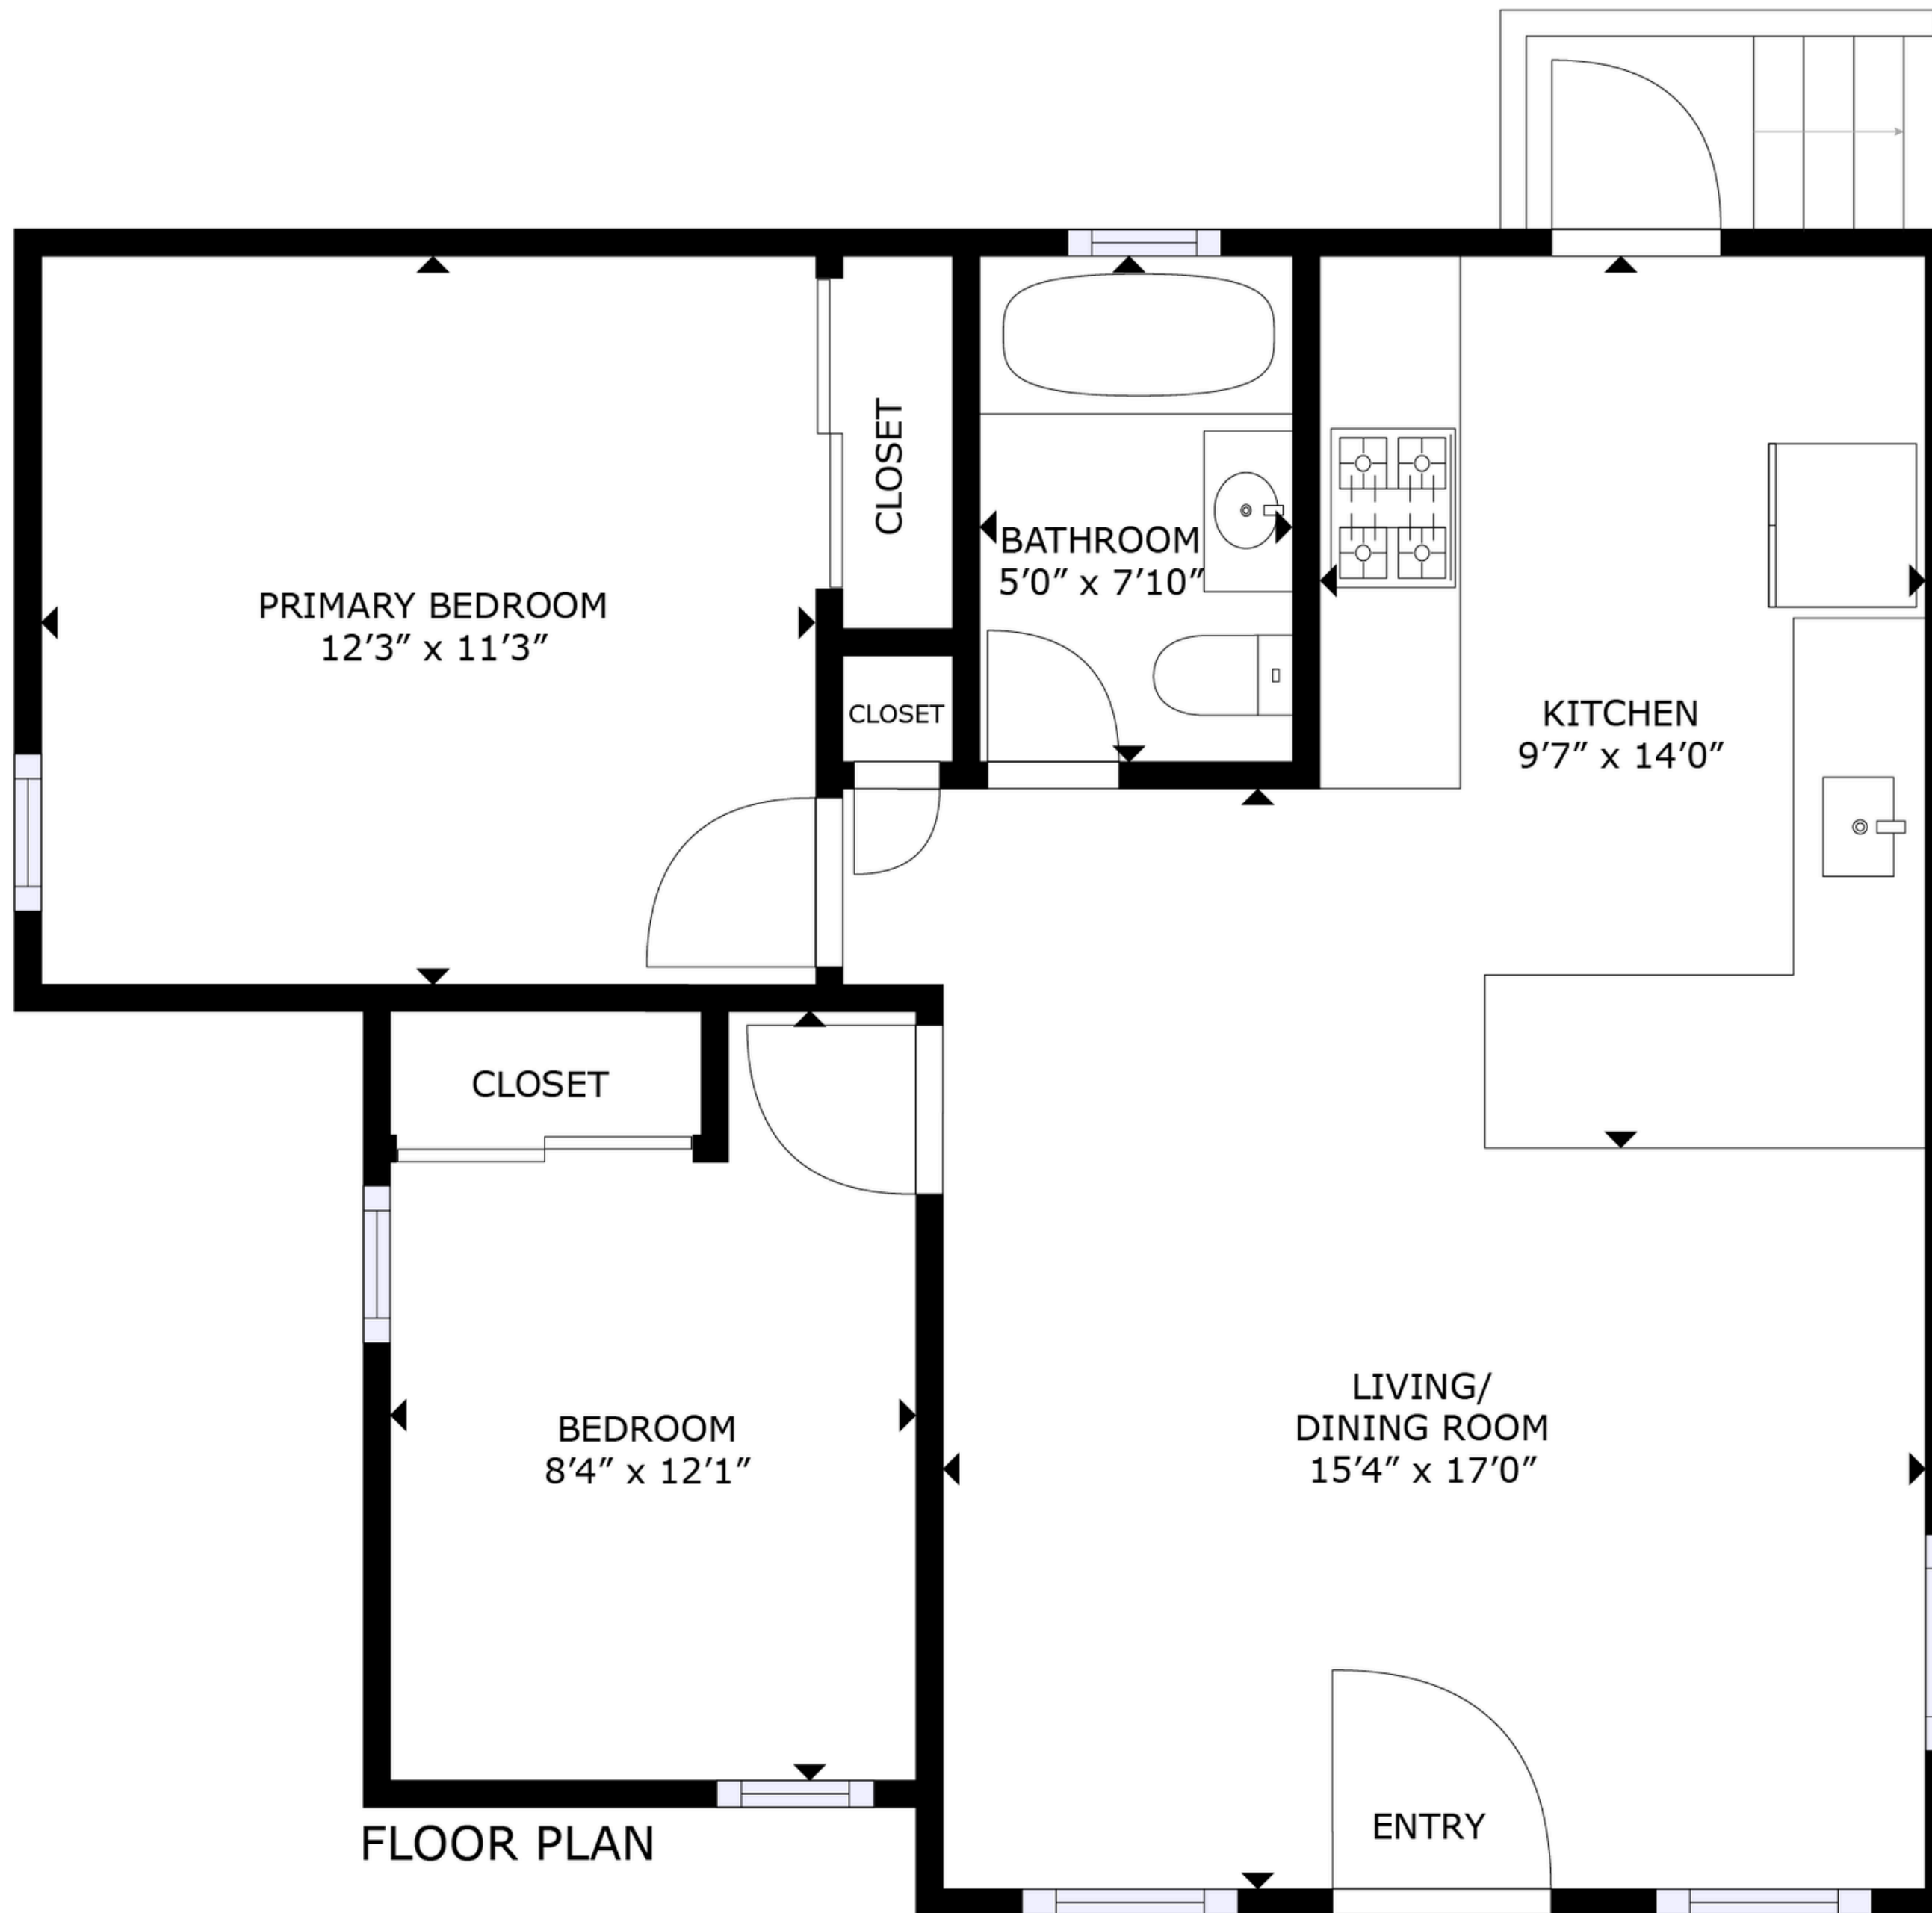 CLOSET
BATHROOM
5′0″ x 7′10″
PRIMARY BEDROOM
12′3″ x 11′3″
CLOSET
KITCHEN
9′7″ x 14′0″
CLOSET
LIVING/
DINING ROOM
15′4″ x 17′0″
BEDROOM
8′4″ x 12′1″
ENTRY
FLOOR PLAN